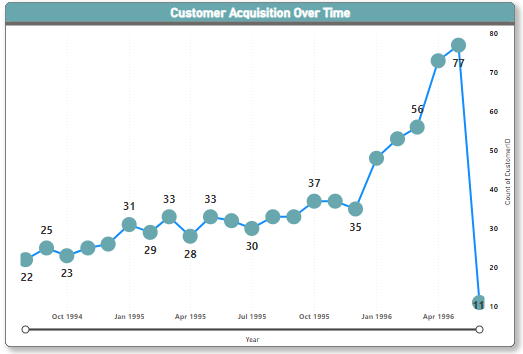 Customer Acquisition Over Time
80
70
60
50
40
30
20
10
Count of CustomerID
22
25
23
31
29
33
28
33
30
37
35
56
77
11
Oct 1994
Jan 1995
Apr 1995
Jul 1995
Oct 1995
Jan 1996
Apr 1996
Year